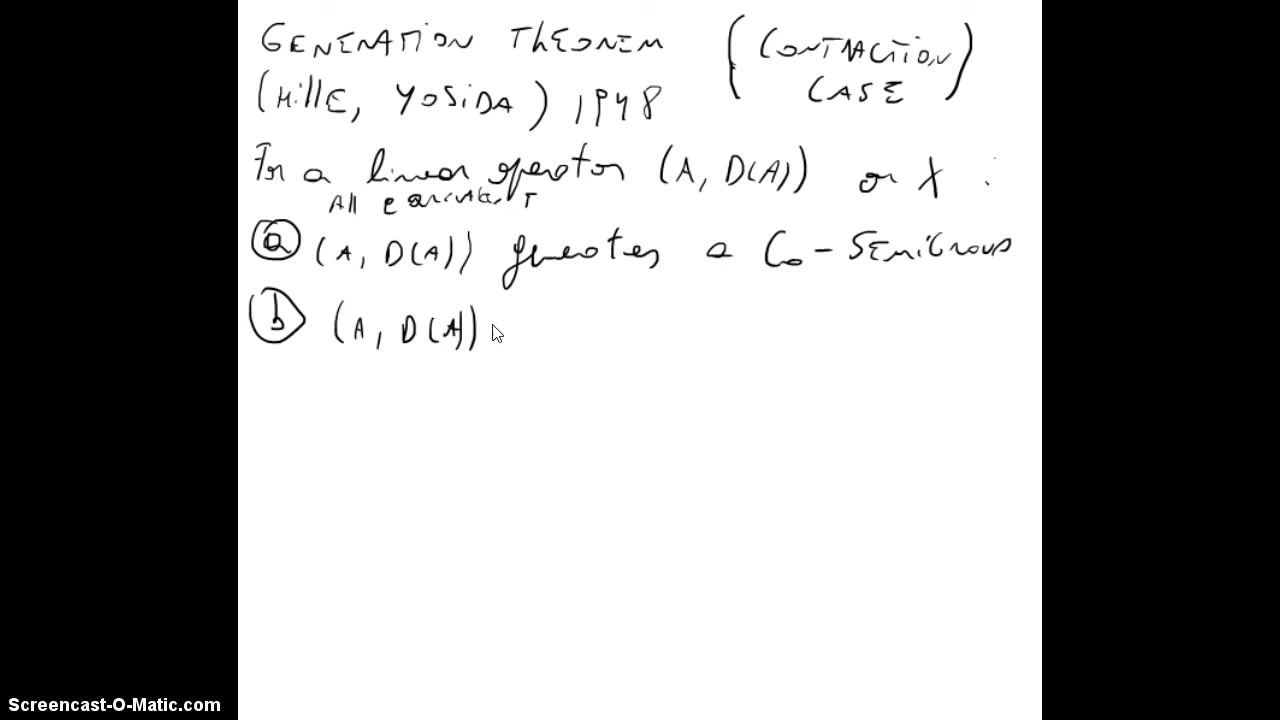 GENERATION THEOREM (CONTRACTION
(HillE, YOSIDA) 1948 CASE)
For a linear operator (A, D(A)) on X :
All EQUIVALENT
(a) (A, D(A)) generates a C₀ - SEMIGROUP
(b) (A, D(A))
Screencast-O-Matic.com